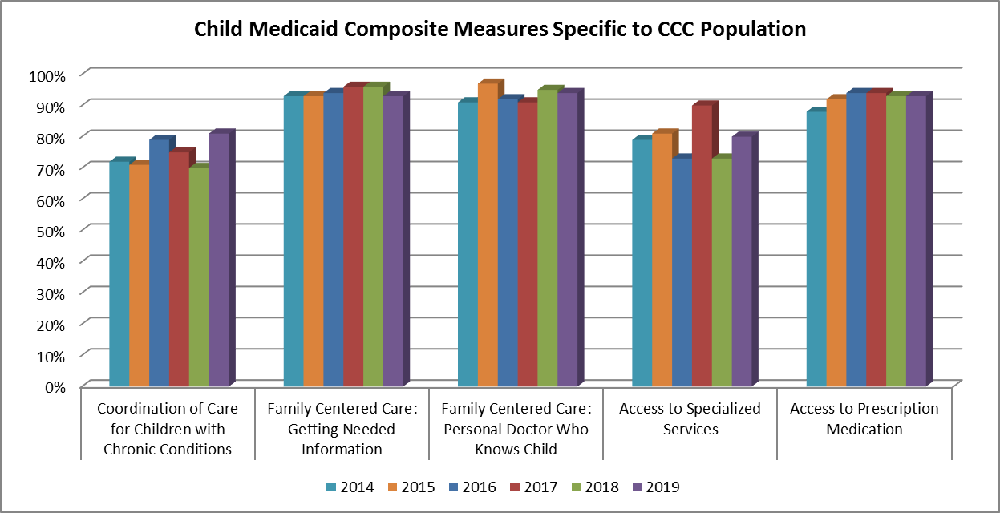 Child Medicaid Composite Measures Specific to CCC Population
100%
90%
80%
70%
60%
50%
40%
30%
20%
10%
0%
Coordination of Care
for Children with
Chronic Conditions
Family Centered Care:
Getting Needed
Information
Family Centered Care:
Personal Doctor Who
Knows Child
Access to Specialized
Services
Access to Prescription
Medication
2014 2015 2016 2017 2018 2019